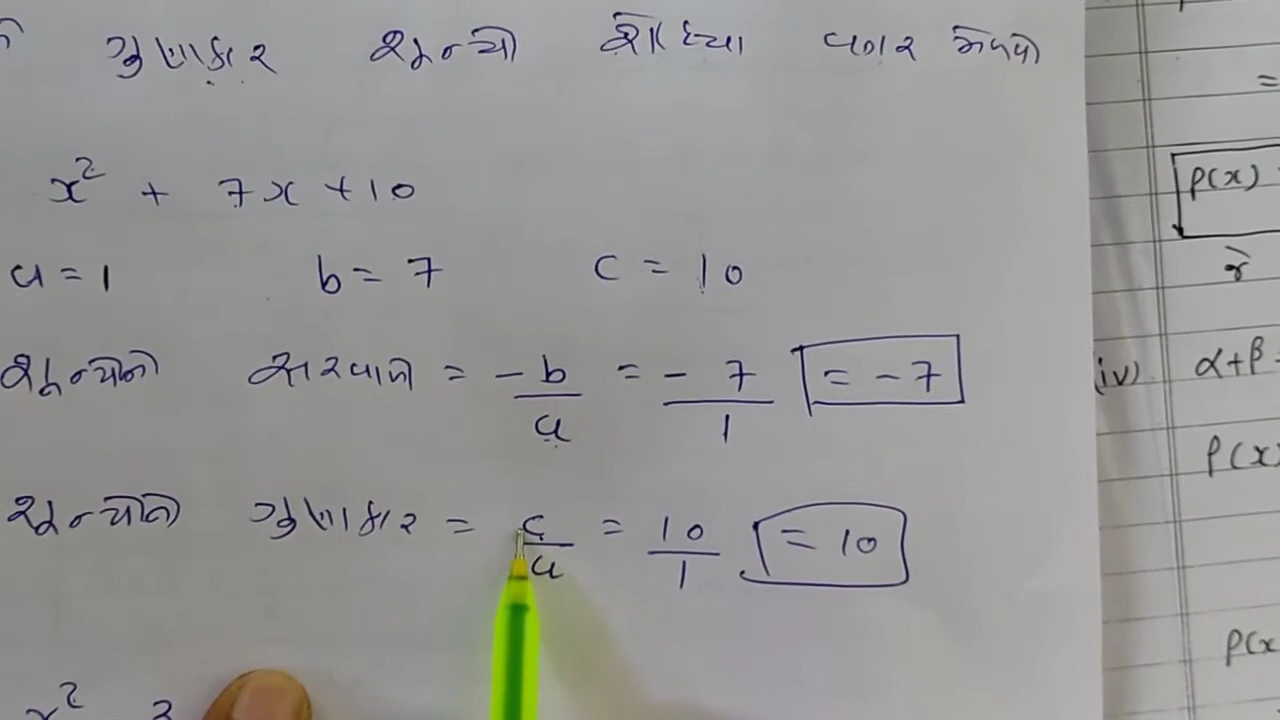 ગુણાકાર શૂન્યો શોધ્યા વગર મેળવો
x² + 7x + 10
a = 1 b = 7 c = 10
શૂન્યોનો સરવાળો = -b/a = -7/1 = -7
શૂન્યોનો ગુણાકાર = c/a = 10/1 = 10
=
P(x)
(iv) α+β
P(x)
P(x